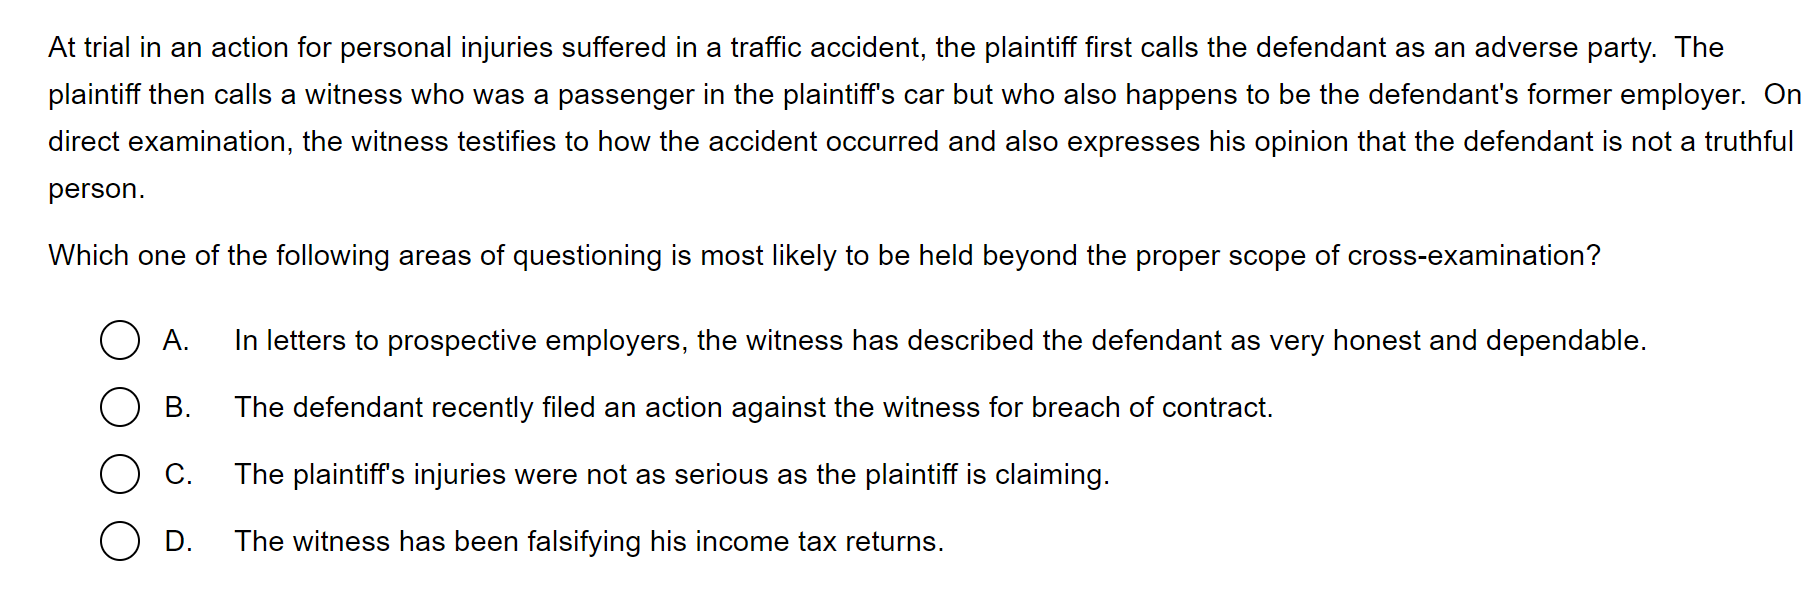 At trial in an action for personal injuries suffered in a traffic accident, the plaintiff first calls the defendant as an adverse party.  The
plaintiff then calls a witness who was a passenger in the plaintiff's car but who also happens to be the defendant's former employer.  On
direct examination, the witness testifies to how the accident occurred and also expresses his opinion that the defendant is not a truthful
person.
Which one of the following areas of questioning is most likely to be held beyond the proper scope of cross-examination?
A. In letters to prospective employers, the witness has described the defendant as very honest and dependable.
B. The defendant recently filed an action against the witness for breach of contract.
C. The plaintiff's injuries were not as serious as the plaintiff is claiming.
D. The witness has been falsifying his income tax returns.